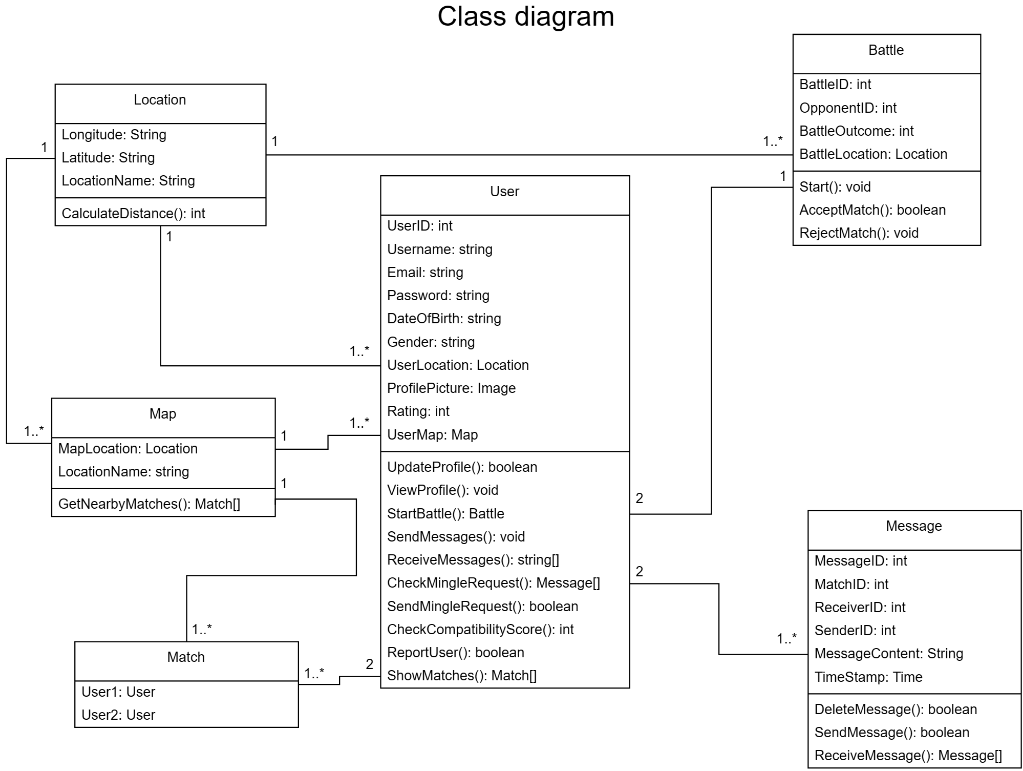 Class diagram
Battle
BattleID: int
OpponentID: int
BattleOutcome: int
BattleLocation: Location
Start(): void
AcceptMatch(): boolean
RejectMatch(): void
Location
Longitude: String
Latitude: String
LocationName: String
CalculateDistance(): int
1
1
1..*
1
1
User
UserID: int
Username: string
Email: string
Password: string
DateOfBirth: string
Gender: string
UserLocation: Location
ProfilePicture: Image
Rating: int
UserMap: Map
UpdateProfile(): boolean
ViewProfile(): void
StartBattle(): Battle
SendMessages(): void
ReceiveMessages(): string[]
CheckMingleRequest(): Message[]
SendMingleRequest(): boolean
CheckCompatibilityScore(): int
ReportUser(): boolean
ShowMatches(): Match[]
1..*
1..*
1..*
1
1
2
2
Map
MapLocation: Location
LocationName: string
GetNearbyMatches(): Match[]
1..*
Match
User1: User
User2: User
1..*
2
1..*
Message
MessageID: int
MatchID: int
ReceiverID: int
SenderID: int
MessageContent: String
TimeStamp: Time
DeleteMessage(): boolean
SendMessage(): boolean
ReceiveMessage(): Message[]